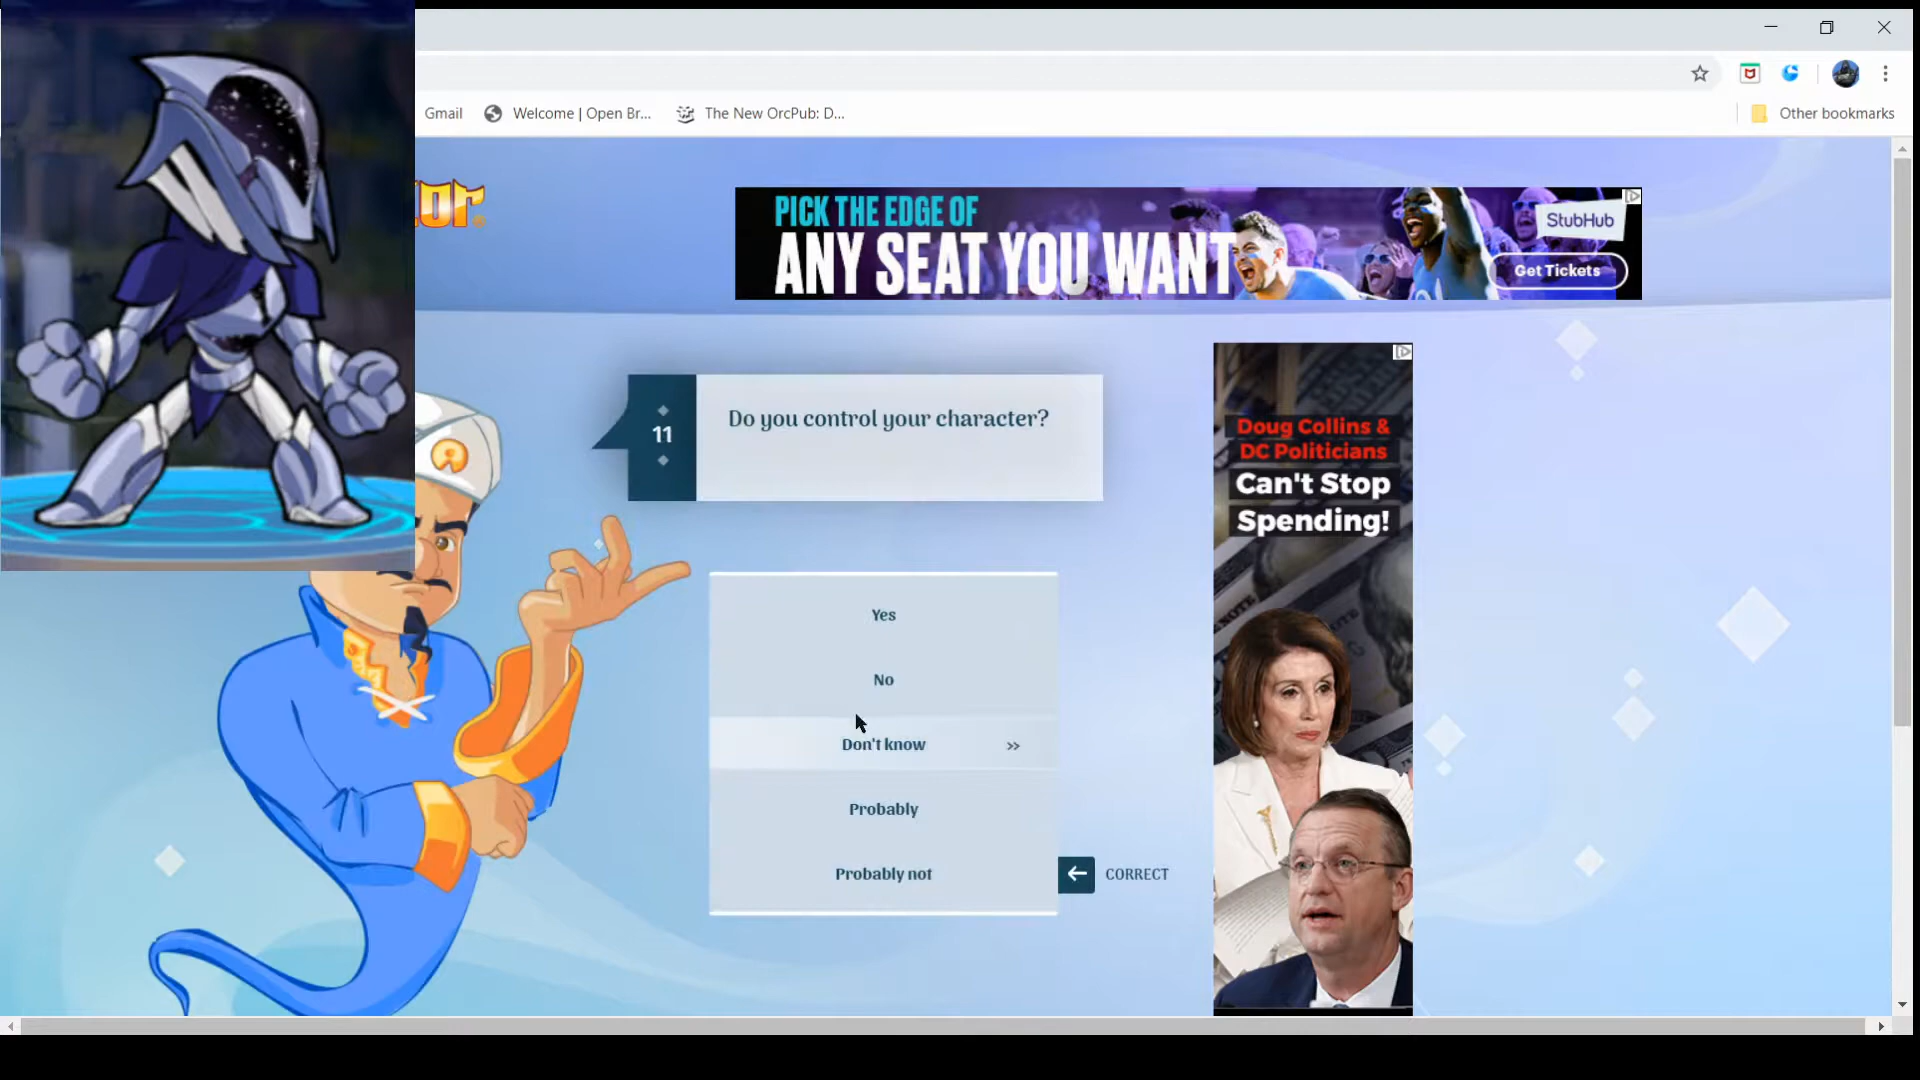 Gmail
Welcome | Open Br...
The New OrcPub: D...
Other bookmarks
tor
PICK THE EDGE OF
ANY SEAT YOU WANT
StubHub
Get Tickets
11
Do you control your character?
Yes
No
Don't know >>
Probably
Probably not
CORRECT
Doug Collins &
DC Politicians
Can't Stop
Spending!